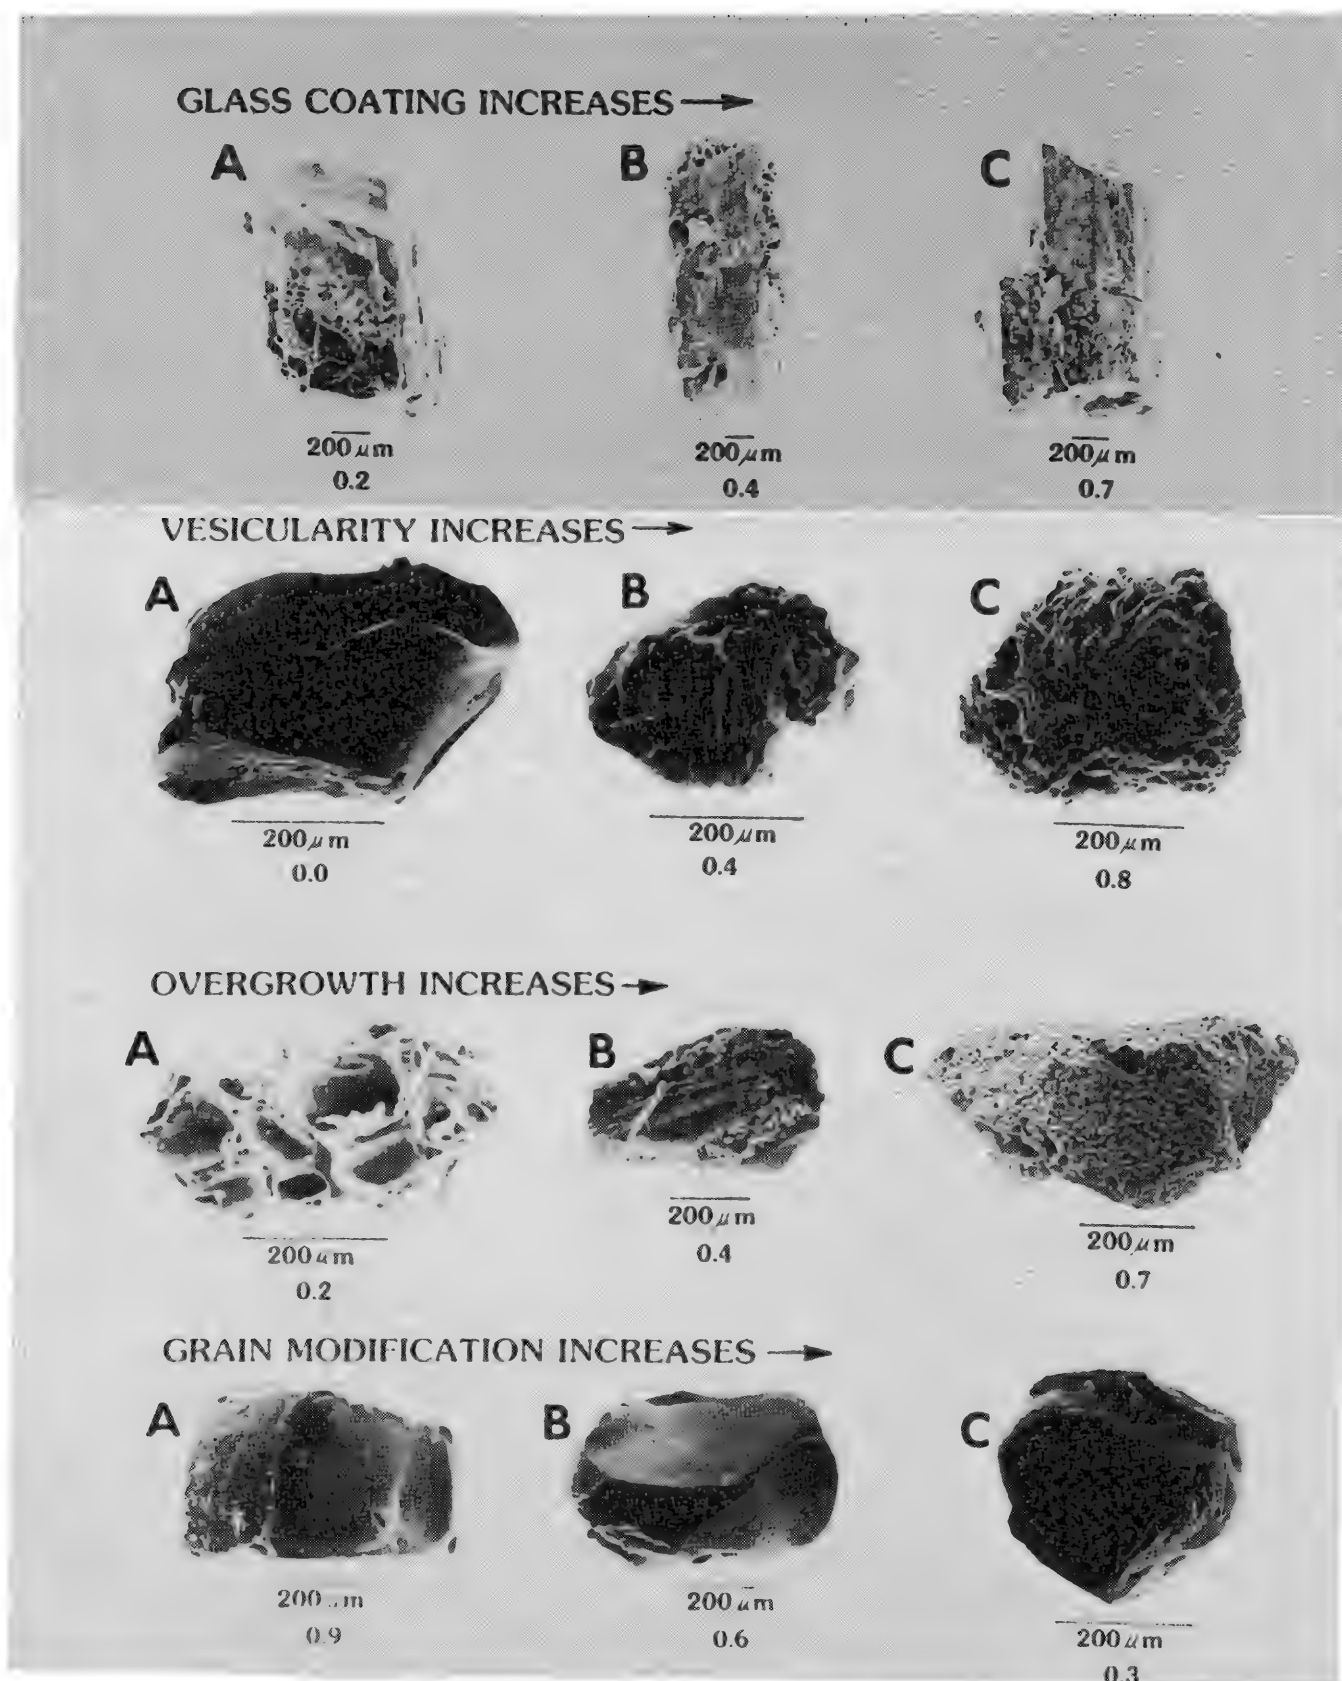 GLASS COATING INCREASES →
A B C
200μm 200μm 200μm
0.2 0.4 0.7
VESICULARITY INCREASES →
A B C
200μm 200μm 200μm
0.0 0.4 0.8
OVERGROWTH INCREASES →
A B C
200μm 200μm 200μm
0.2 0.4 0.7
GRAIN MODIFICATION INCREASES →
A B C
200μm 200μm 200μm
0.9 0.6 0.3